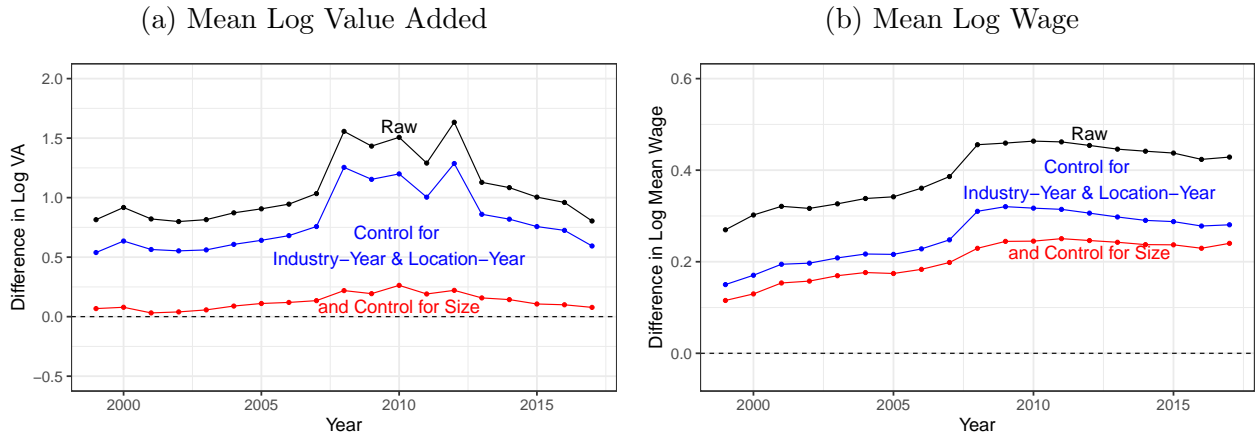 (a) Mean Log Value Added
2.0
1.5
1.0
0.5
0.0
−0.5
Difference in Log VA
Raw
Control for
Industry−Year & Location−Year
and Control for Size
2000
2005
2010
2015
Year
(b) Mean Log Wage
0.6
0.4
0.2
0.0
Difference in Log Mean Wage
Raw
Control for
Industry−Year & Location−Year
and Control for Size
2000
2005
2010
2015
Year